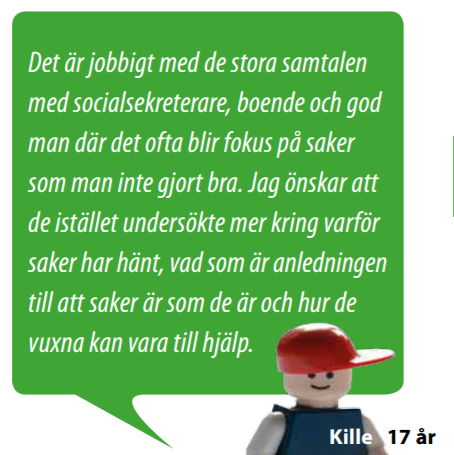 Det är jobbigt med de stora samtalen
med socialsekreterare, boende och god
man där det ofta blir fokus på saker
som man inte gjort bra. Jag önskar att
de istället undersökte mer kring varför
saker har hänt, vad som är anledningen
till att saker är som de är och hur de
vuxna kan vara till hjälp.
Kille 17 år